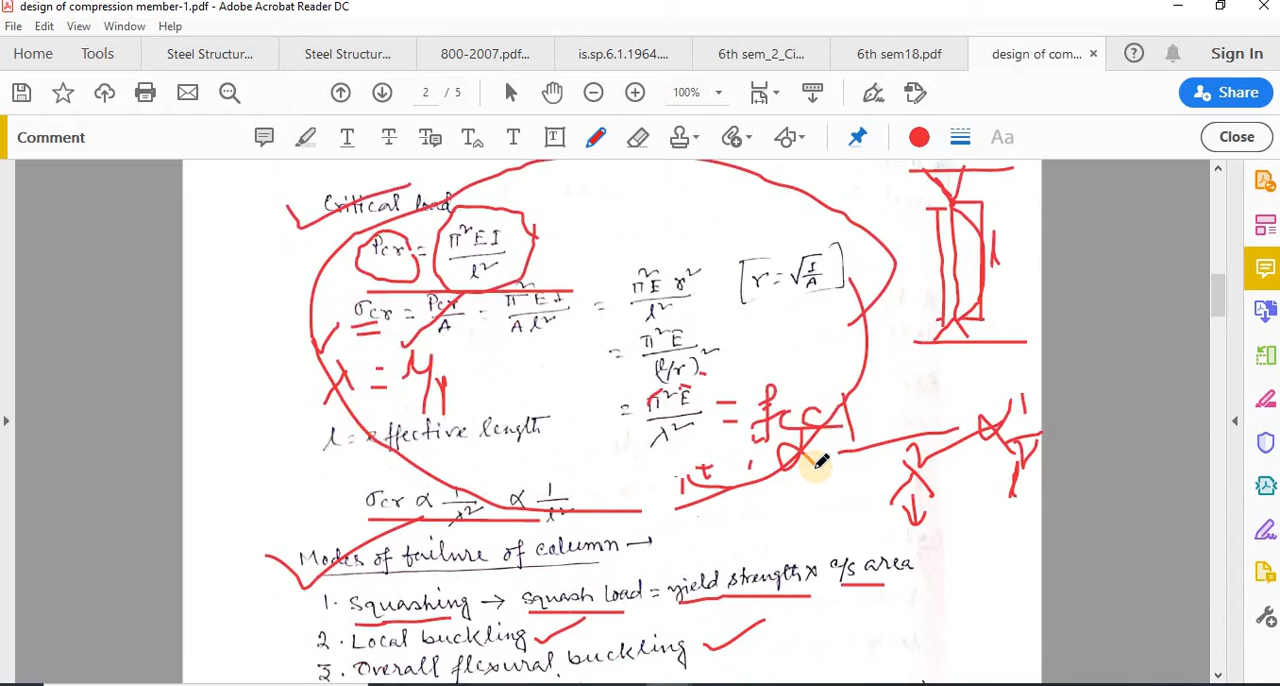 design of compression member-1.pdf - Adobe Acrobat Reader DC
File Edit View Window Help
Home Tools Steel Structur... Steel Structur... 800-2007.pdf... is.sp.6.1.1964.... 6th sem_2_Ci... 6th sem18.pdf design of com... × Sign In
2 / 5 100% Share
Comment Aa Close
Critical load
Pcr = π²EI / l²
σcr = Pcr / A = π²EI / Al² = π²E r² / l² [r = √(I/A)]
= π²E / (l/r)²
λ = = π²E / λ² = fcc
l = effective length
σcr ∝ 1/λ² ∝ 1/l²
l
Modes of failure of column →
1. Squashing → squash load = yield strength × c/s area
2. Local buckling
3. Overall flexural buckling